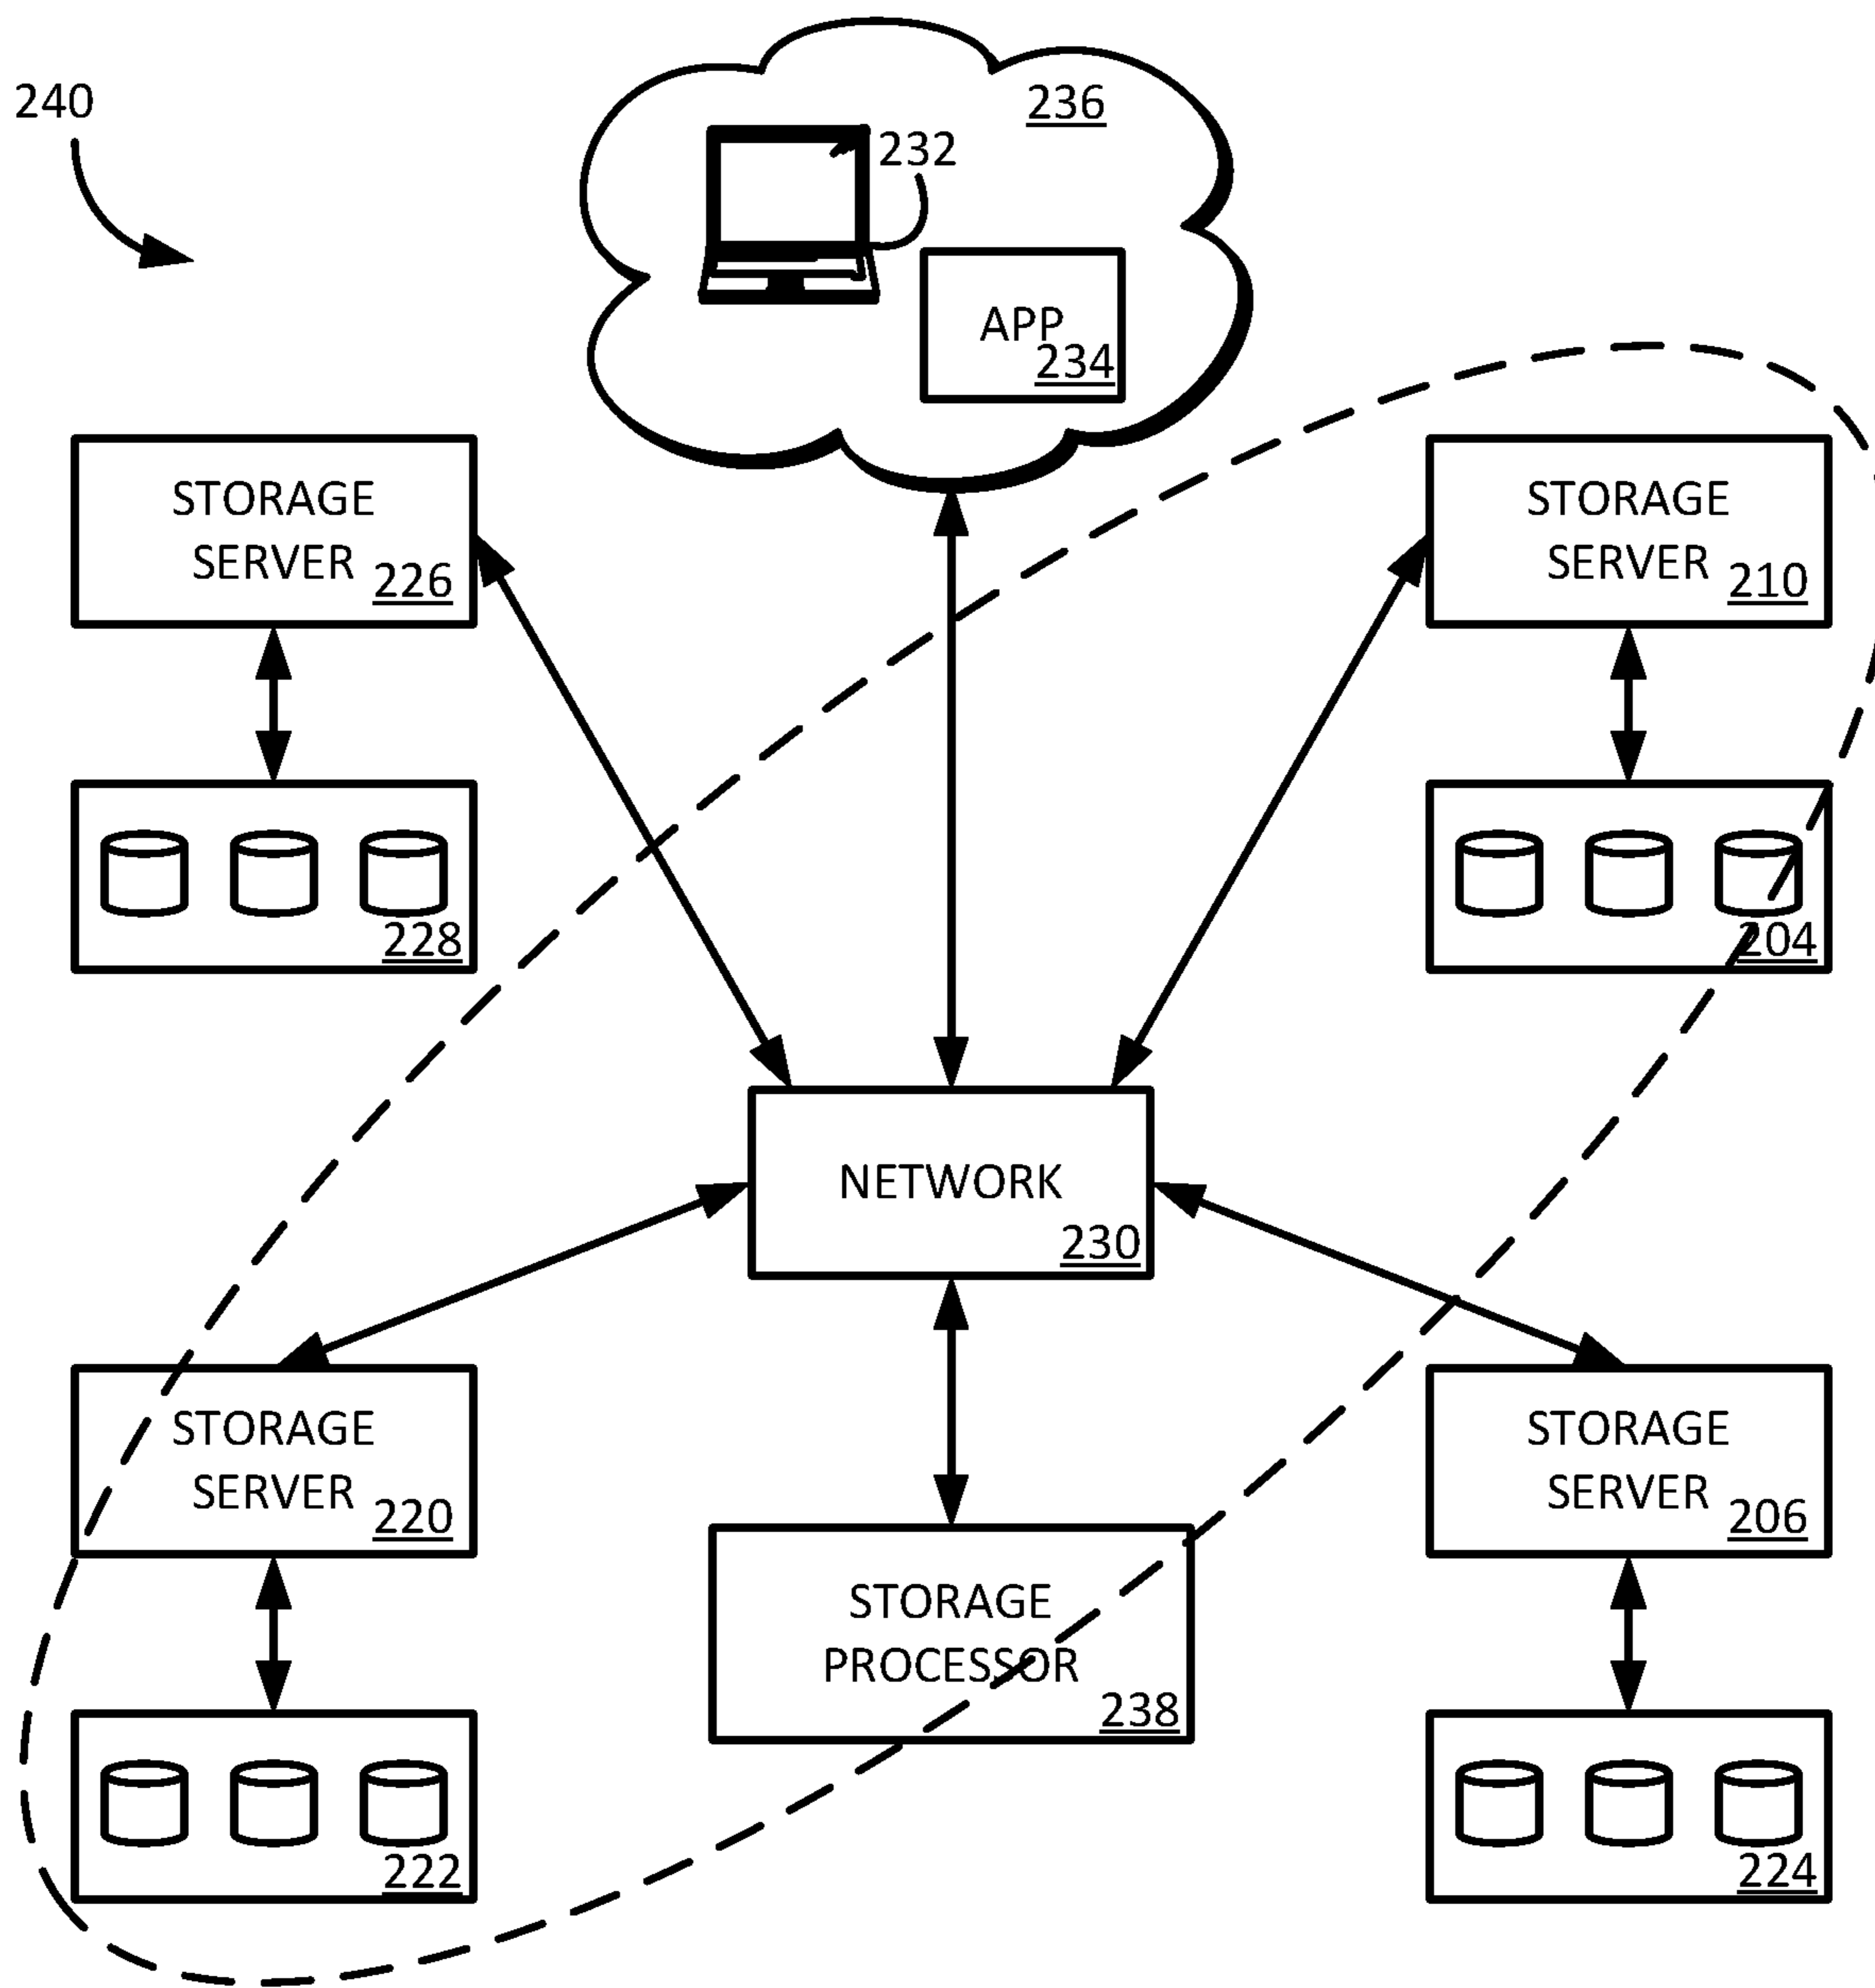 240
236
232
APP
234
STORAGE
SERVER
226
STORAGE
SERVER
210
228
204
NETWORK
230
STORAGE
SERVER
220
STORAGE
SERVER
206
STORAGE
PROCESSOR
238
222
224